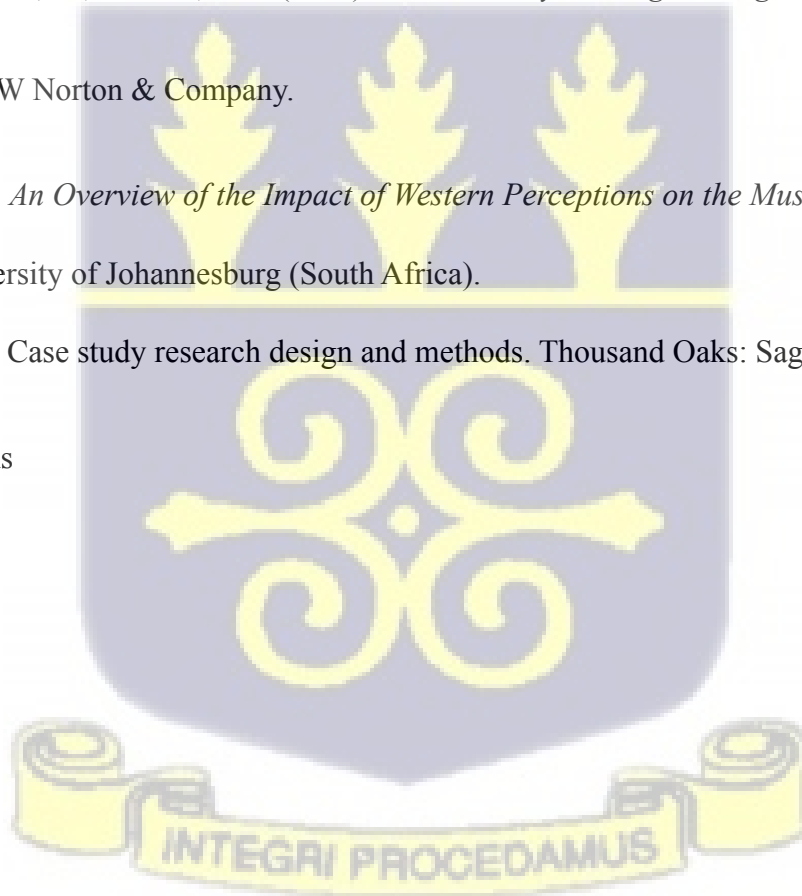 W Norton & Company.
An Overview of the Impact of Western Perceptions on the Mus
ersity of Johannesburg (South Africa).
Case study research design and methods. Thousand Oaks: Sag
s
INTEGRI PROCEDAMUS